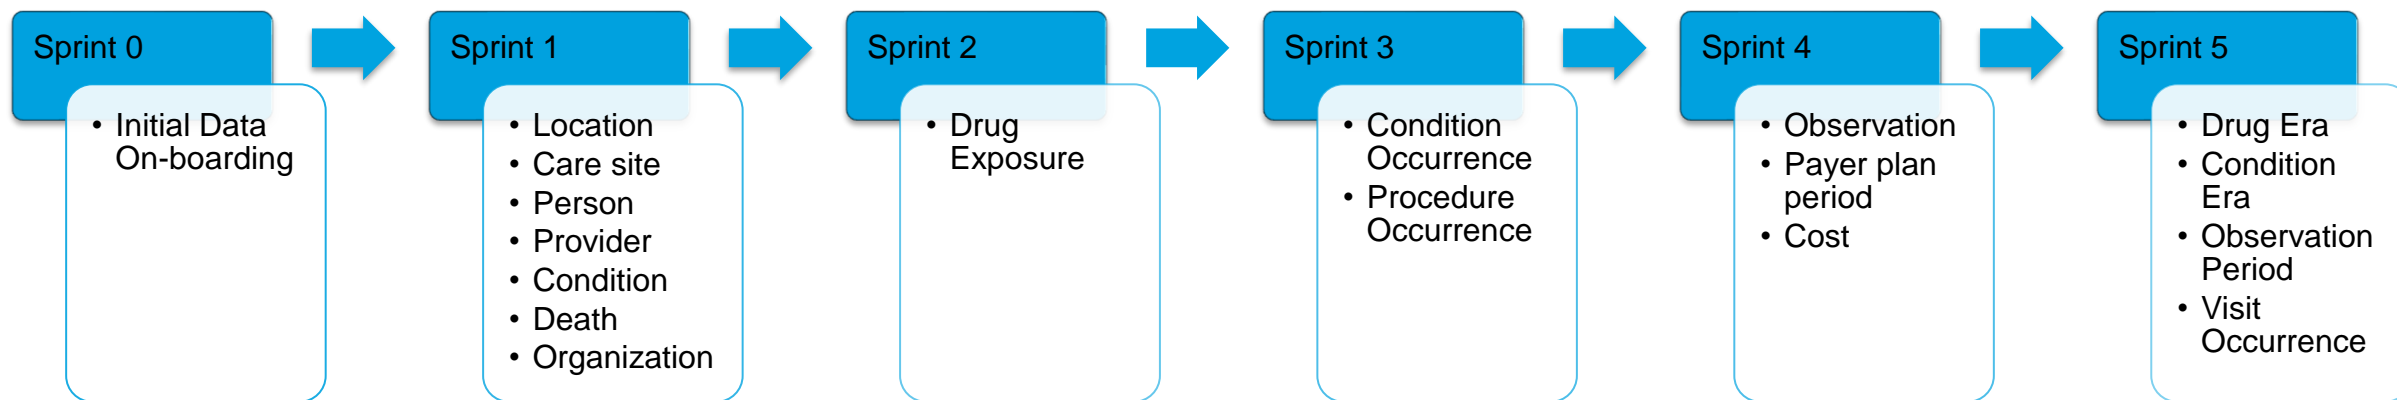 Sprint 0
• Initial Data
On-boarding
Sprint 1
• Location
• Care site
• Person
• Provider
• Condition
• Death
• Organization
Sprint 2
• Drug
Exposure
Sprint 3
• Condition
Occurrence
• Procedure
Occurrence
Sprint 4
• Observation
• Payer plan
period
• Cost
Sprint 5
• Drug Era
• Condition
Era
• Observation
Period
• Visit
Occurrence